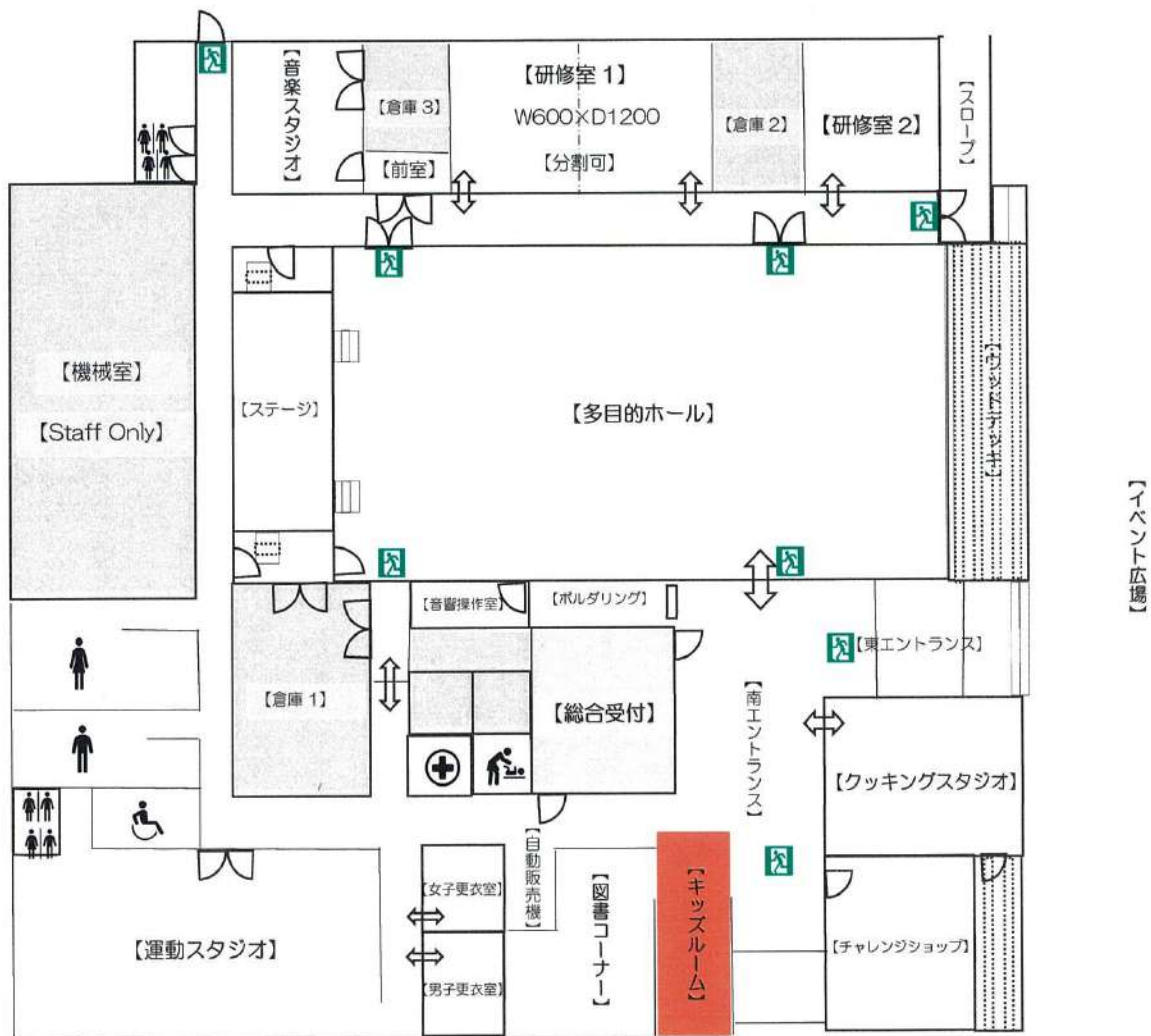 【音楽スタジオ】
【倉庫 3】
【前室】
【研修室 1】
W600×D1200
【分割可】
【倉庫 2】
【研修室 2】
【スロープ】
【機械室】
【Staff Only】
【ステージ】
【多目的ホール】
【ウッドデッキ】
【イベント広場】
【音響操作室】
【ボルダリング】
【東エントランス】
【倉庫 1】
【総合受付】
【南エントランス】
【クッキングスタジオ】
【自動販売機】
【女子更衣室】
【図書コーナー】
【キッズルーム】
【運動スタジオ】
【男子更衣室】
【チャレンジショップ】